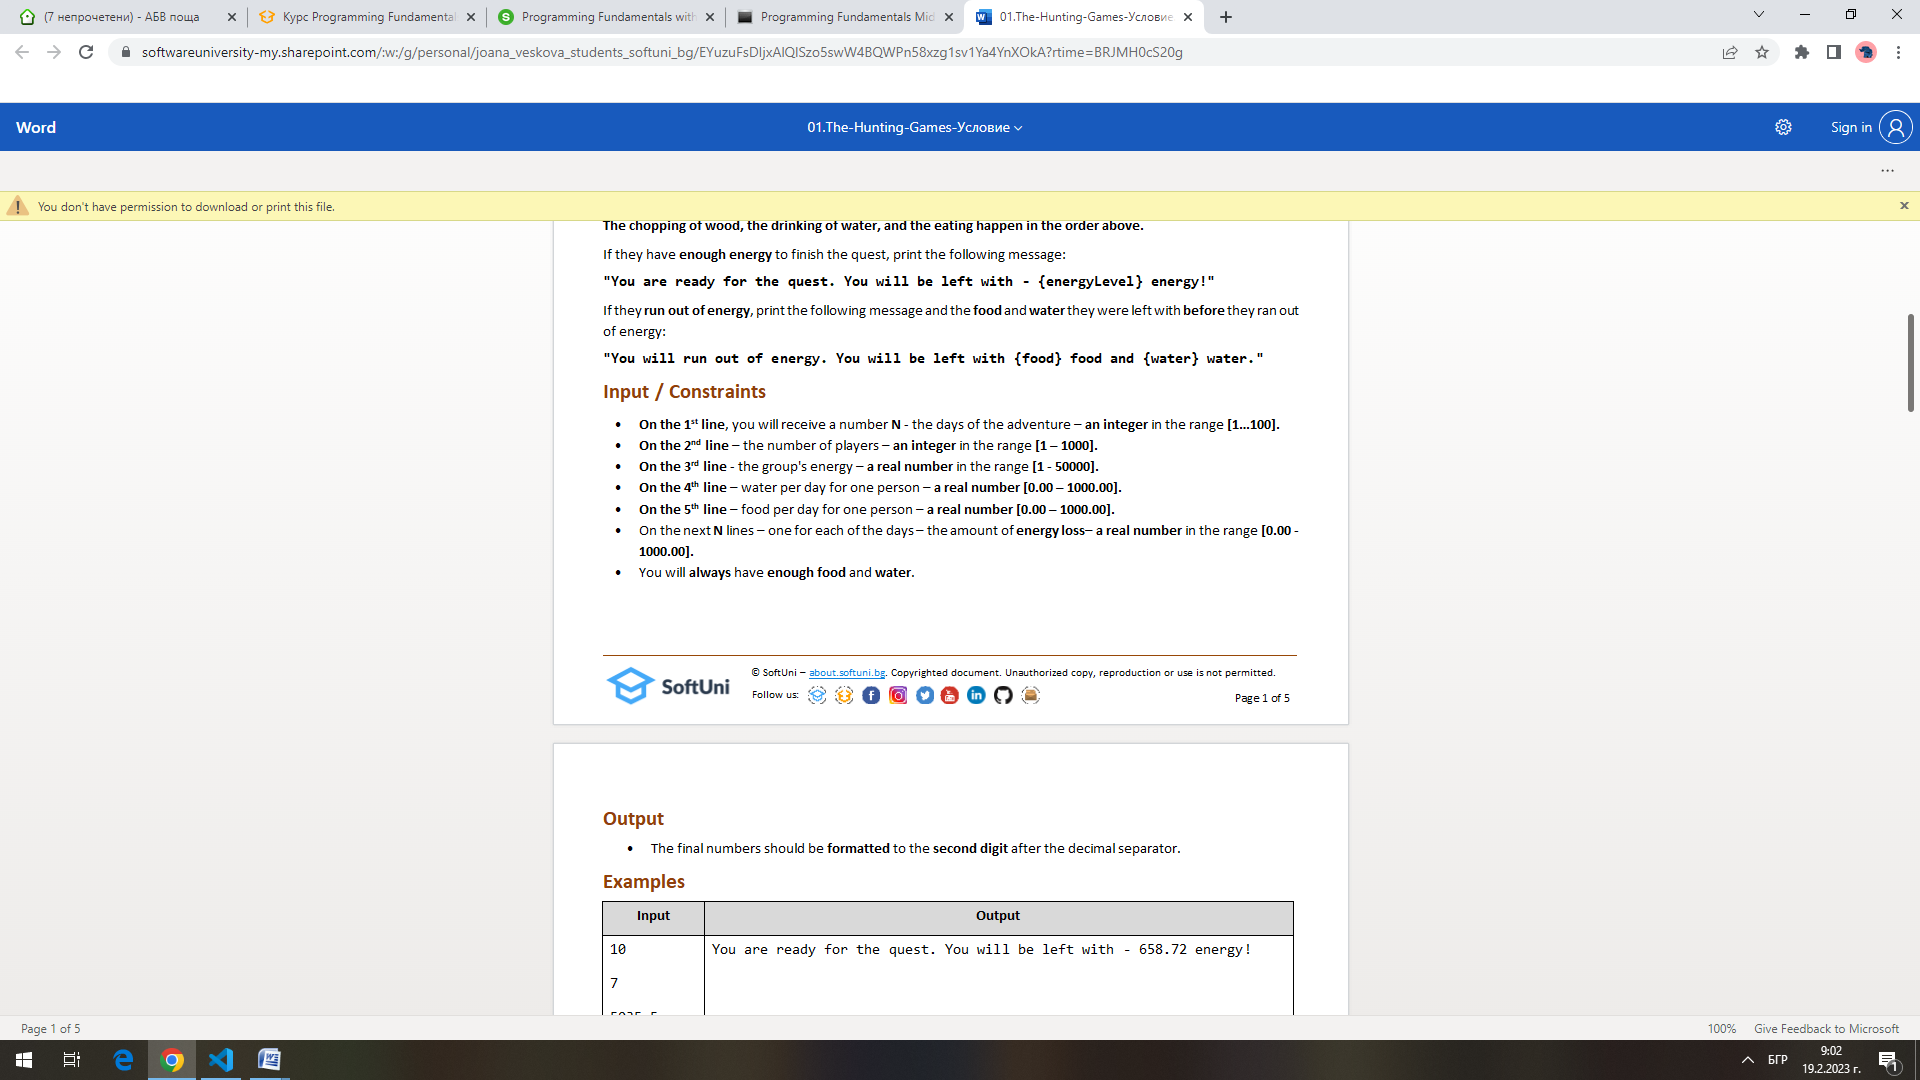 (7 непрочетени) - АБВ поща
Курс Programming Fundamental
Programming Fundamentals with
Programming Fundamentals Mid
01.The-Hunting-Games-Условие
softwareuniversity-my.sharepoint.com/:w:/g/personal/joana_veskova_students_softuni_bg/EYuzuFsDIjxAlQlSzo5swW4BQWPn58xzg1sv1Ya4YnXOkA?rtime=BRJMH0cS20g
Word
01.The-Hunting-Games-Условие
Sign in
You don't have permission to download or print this file.
The chopping of wood, the drinking of water, and the eating happen in the order above.
If they have enough energy to finish the quest, print the following message:
"You are ready for the quest. You will be left with - {energyLevel} energy!"
If they run out of energy, print the following message and the food and water they were left with before they ran out
of energy:
"You will run out of energy. You will be left with {food} food and {water} water."
Input / Constraints
• On the 1st line, you will receive a number N - the days of the adventure – an integer in the range [1…100].
• On the 2nd line – the number of players – an integer in the range [1 – 1000].
• On the 3rd line - the group's energy – a real number in the range [1 - 50000].
• On the 4th line – water per day for one person – a real number [0.00 – 1000.00].
• On the 5th line – food per day for one person – a real number [0.00 – 1000.00].
• On the next N lines – one for each of the days – the amount of energy loss– a real number in the range [0.00 -
1000.00].
• You will always have enough food and water.
SoftUni
© SoftUni – about.softuni.bg. Copyrighted document. Unauthorized copy, reproduction or use is not permitted.
Follow us:
Page 1 of 5
Output
• The final numbers should be formatted to the second digit after the decimal separator.
Examples
Input Output
10 You are ready for the quest. You will be left with - 658.72 energy!
7
5035.5
Page 1 of 5
100% Give Feedback to Microsoft
БГР
9:02
19.2.2023 г.
1